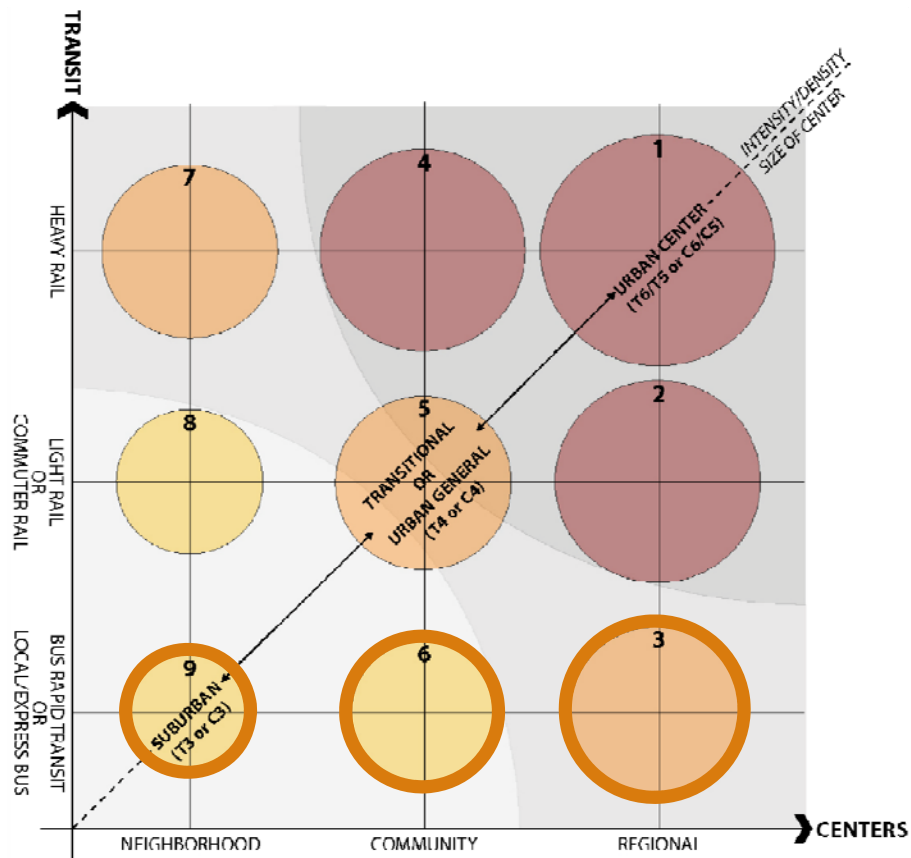 TRANSIT
INTENSITY/DENSITY
SIZE OF CENTER
7
4
1
HEAVY RAIL
URBAN CENTER
(T6/T5 or C6/C5)
8
5
2
LIGHT RAIL
OR
COMMUTER RAIL
TRANSITIONAL
OR
URBAN GENERAL
(T4 or C4)
9
6
3
BUS RAPID TRANSIT
OR
LOCAL/EXPRESS BUS
SUBURBAN
(T3 or C3)
NEIGHBORHOOD
COMMUNITY
REGIONAL
CENTERS